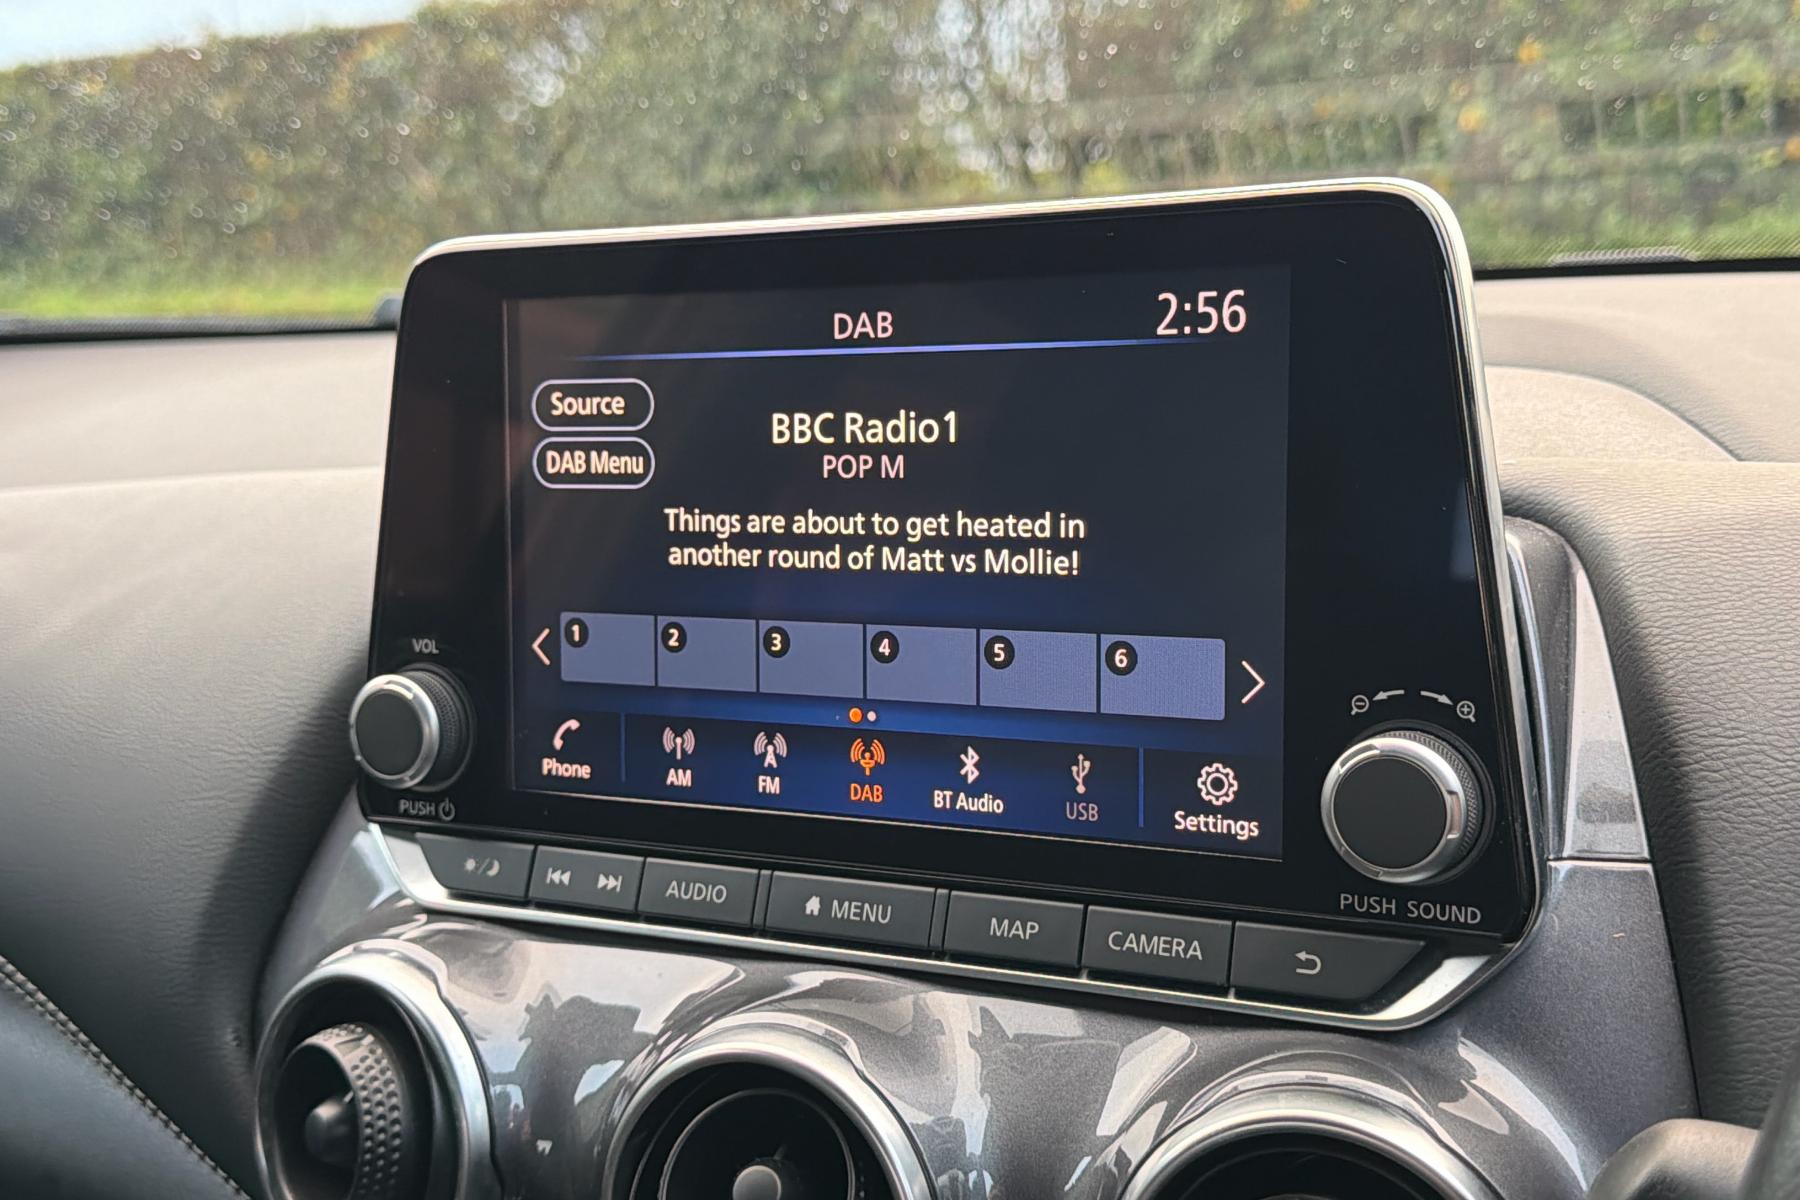 DAB
2:56
Source
BBC Radio1
DAB Menu
POP M
Things are about to get heated in
another round of Matt vs Mollie!
1 2 3 4 5 6
VOL
PUSH
Phone
AM
FM
DAB
BT Audio
USB
Settings
PUSH SOUND
AUDIO
MENU
MAP
CAMERA